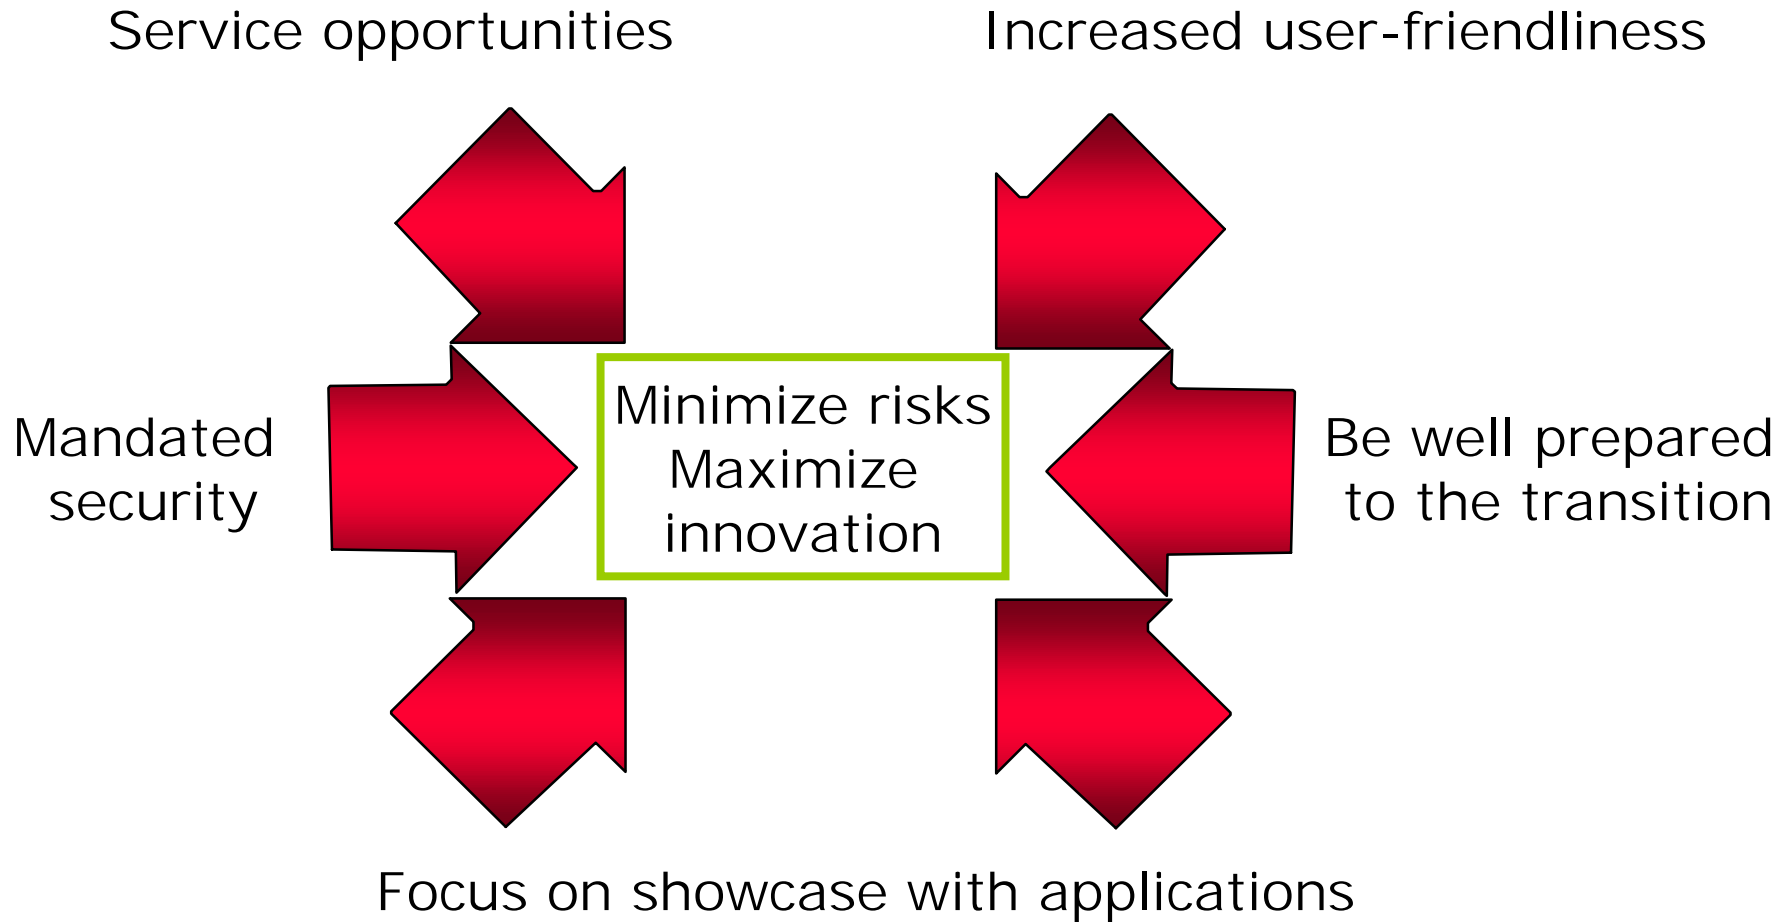 Service opportunities
Increased user-friendliness
Mandated
security
Minimize risks
Maximize
innovation
Be well prepared
to the transition
Focus on showcase with applications